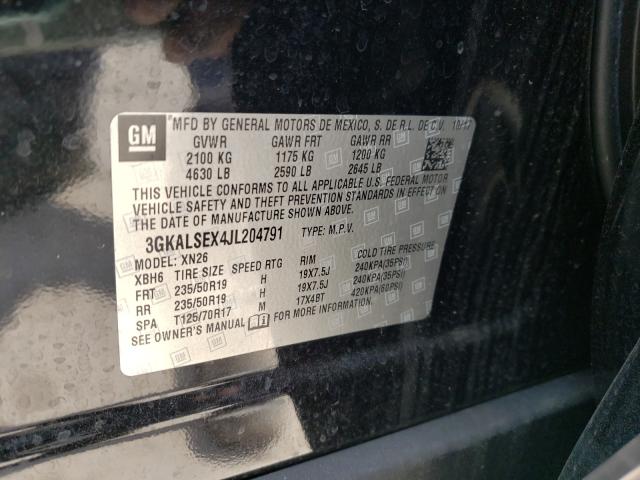 GM
*MFD BY GENERAL MOTORS DE MEXICO, S. DE R.L. DE C.V. 10/17
GVWR GAWR FRT GAWR RR
2100 KG 1175 KG 1200 KG
4630 LB 2590 LB 2645 LB
THIS VEHICLE CONFORMS TO ALL APPLICABLE U.S. FEDERAL MOTOR
VEHICLE SAFETY AND THEFT PREVENTION STANDARDS IN EFFECT ON
THE DATE OF MANUFACTURE SHOWN ABOVE.
3GKALSEX4JL204791 TYPE: M.P.V.
MODEL: XN26
XBH6 TIRE SIZE SPEED RTG RIM COLD TIRE PRESSURE
FRT 235/50R19 H 19X7.5J 240KPA(35PSI)
RR 235/50R19 H 19X7.5J 240KPA(35PSI)
SPA T125/70R17 M 17X4BT 420KPA(60PSI)
SEE OWNER'S MANUAL FOR MORE INFORMATION.